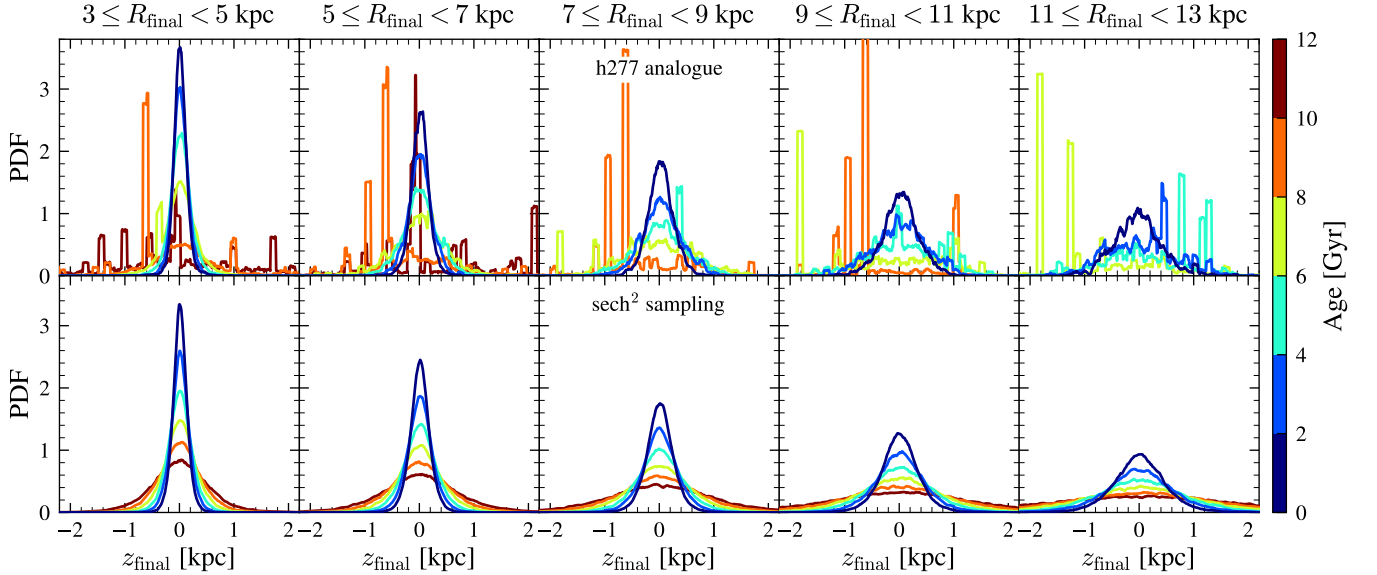 3 ≤ R_final < 5 kpc 5 ≤ R_final < 7 kpc 7 ≤ R_final < 9 kpc 9 ≤ R_final < 11 kpc 11 ≤ R_final < 13 kpc
h277 analogue
PDF
3
2
1
0
sech² sampling
PDF
3
2
1
0
−2 −1 0 1 2 −2 −1 0 1 2 −2 −1 0 1 2 −2 −1 0 1 2 −2 −1 0 1 2
z_final [kpc] z_final [kpc] z_final [kpc] z_final [kpc] z_final [kpc]
12
10
8
6
4
2
0
Age [Gyr]